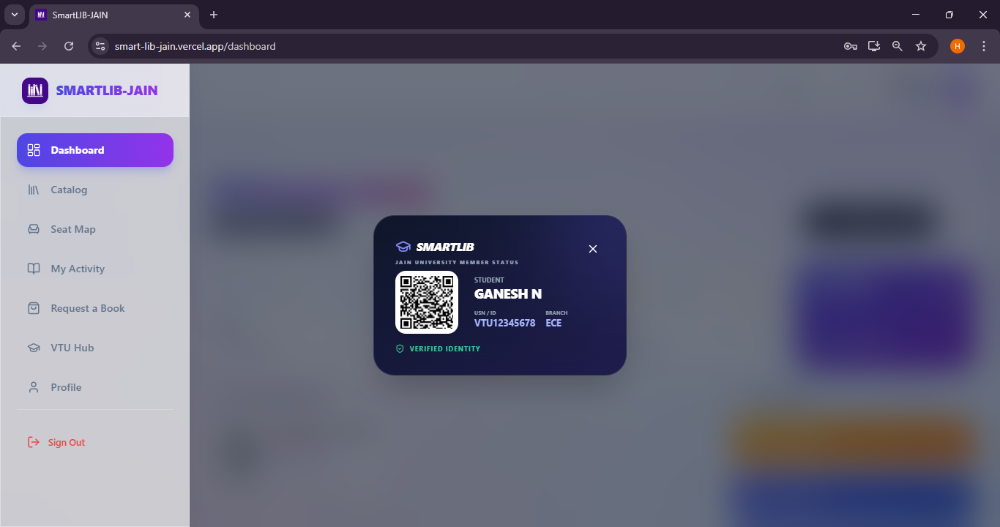 SmartLIB-JAIN
smart-lib-jain.vercel.app/dashboard
H
SMARTLIB-JAIN
Dashboard
Catalog
Seat Map
My Activity
Request a Book
VTU Hub
Profile
Sign Out
SMARTLIB
JAIN UNIVERSITY MEMBER STATUS
STUDENT
GANESH N
USN / ID BRANCH
VTU12345678 ECE
VERIFIED IDENTITY